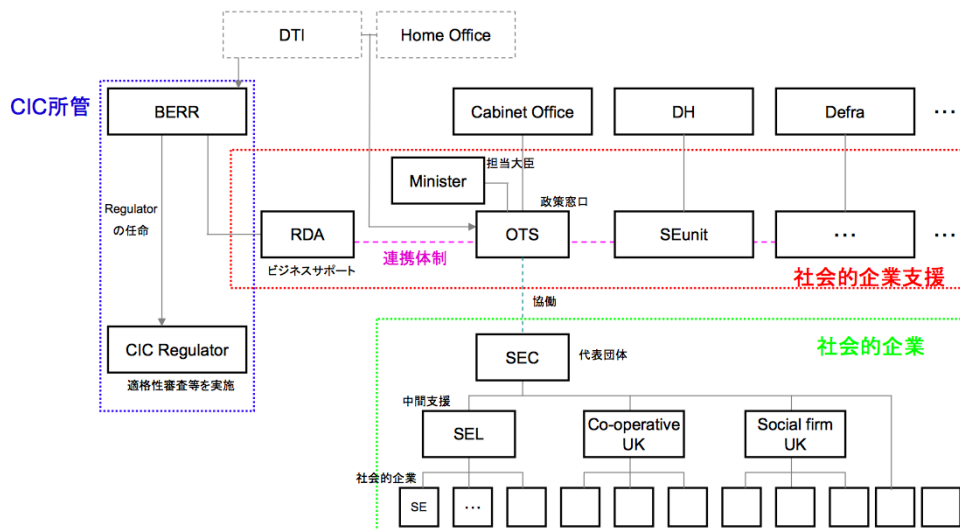 DTI
Home Office
CIC所管
BERR
Cabinet Office
DH
Defra
…
担当大臣
Minister
政策窓口
Regulator
の任命
RDA
OTS
SEunit
…
…
連携体制
ビジネスサポート
社会的企業支援
協働
社会的企業
CIC Regulator
SEC
代表団体
適格性審査等を実施
中間支援
SEL
Co-operative
UK
Social firm
UK
社会的企業
SE
…